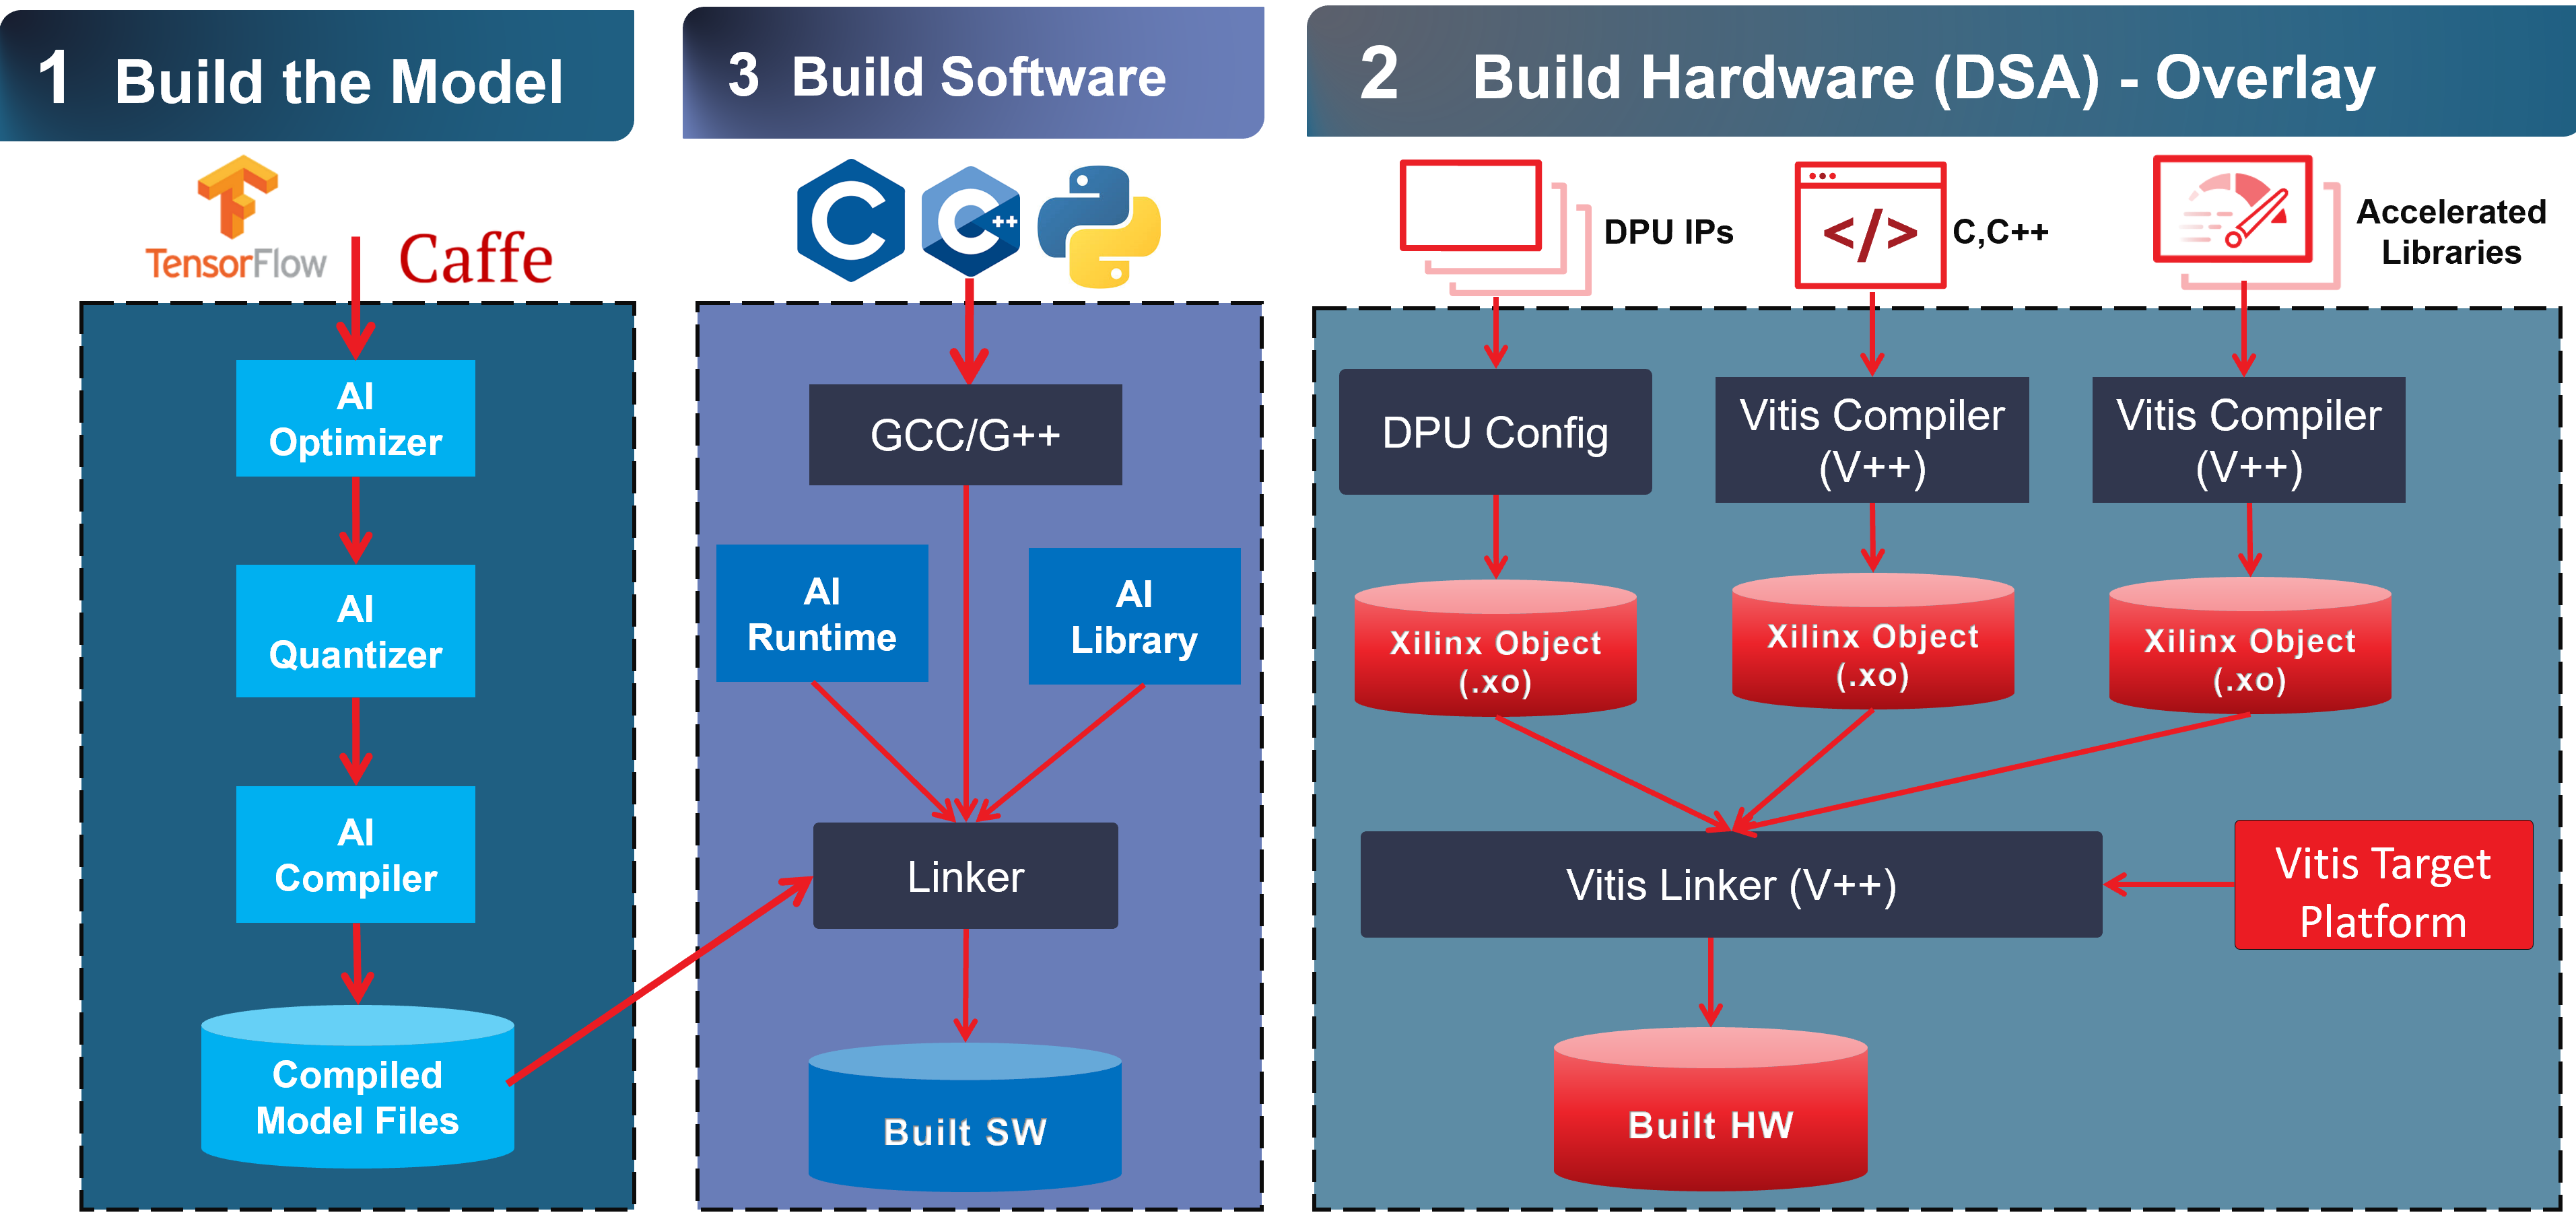 1 Build the Model
TensorFlow
Caffe
AI
Optimizer
AI
Quantizer
AI
Compiler
Compiled
Model Files
3 Build Software
C
C++
GCC/G++
AI
Runtime
AI
Library
Linker
Built SW
2 Build Hardware (DSA) - Overlay
DPU IPs
</>
C,C++
Accelerated
Libraries
DPU Config
Vitis Compiler
(V++)
Vitis Compiler
(V++)
Xilinx Object
(.xo)
Xilinx Object
(.xo)
Xilinx Object
(.xo)
Vitis Linker (V++)
Vitis Target
Platform
Built HW